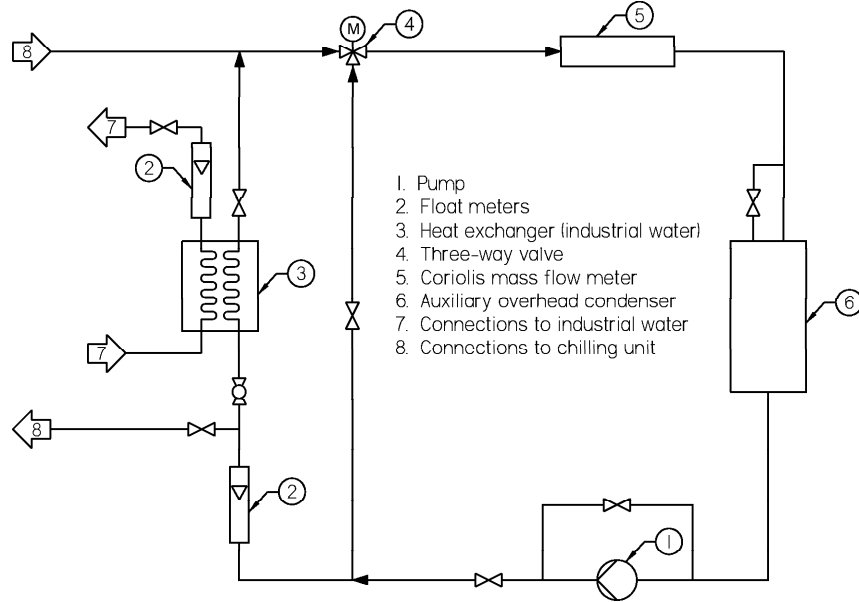 8
M
4
5
7
2
1. Pump
2. Float meters
3. Heat exchanger (industrial water)
4. Three-way valve
5. Coriolis mass flow meter
6. Auxiliary overhead condenser
7. Connections to industrial water
8. Connections to chilling unit
3
6
7
8
2
1